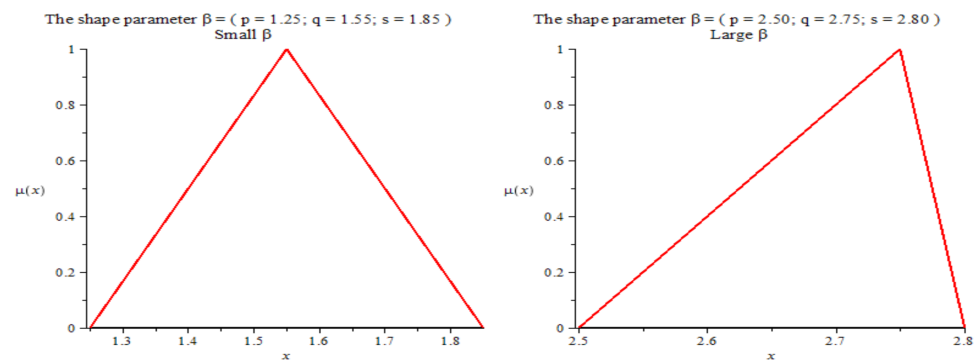 The shape parameter β = ( p = 1.25; q = 1.55; s = 1.85 )
Small β
1
0.8
0.6
μ(x)
0.4
0.2
0
1.3
1.4
1.5
1.6
1.7
1.8
x
The shape parameter β = ( p = 2.50; q = 2.75; s = 2.80 )
Large β
1
0.8
0.6
μ(x)
0.4
0.2
0
2.5
2.6
2.7
2.8
x